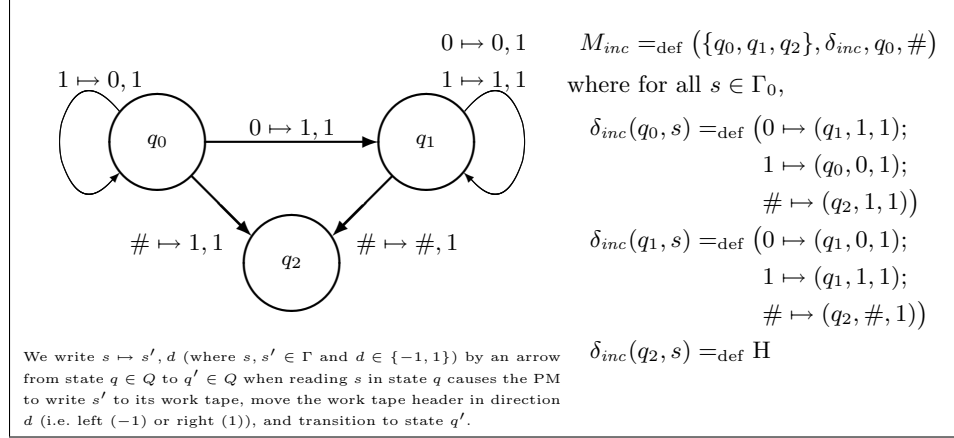 0 ↦ 0, 1
1 ↦ 0, 1
1 ↦ 1, 1
q₀
0 ↦ 1, 1
q₁
# ↦ 1, 1
q₂
# ↦ #, 1
We write s ↦ s′, d (where s, s′ ∈ Γ and d ∈ {−1, 1}) by an arrow
from state q ∈ Q to q′ ∈ Q when reading s in state q causes the PM
to write s′ to its work tape, move the work tape header in direction
d (i.e. left (−1) or right (1)), and transition to state q′.
M_inc =def ({q₀, q₁, q₂}, δ_inc, q₀, #)
where for all s ∈ Γ₀,
δ_inc(q₀, s) =def (0 ↦ (q₁, 1, 1);
1 ↦ (q₀, 0, 1);
# ↦ (q₂, 1, 1))
δ_inc(q₁, s) =def (0 ↦ (q₁, 0, 1);
1 ↦ (q₁, 1, 1);
# ↦ (q₂, #, 1))
δ_inc(q₂, s) =def H